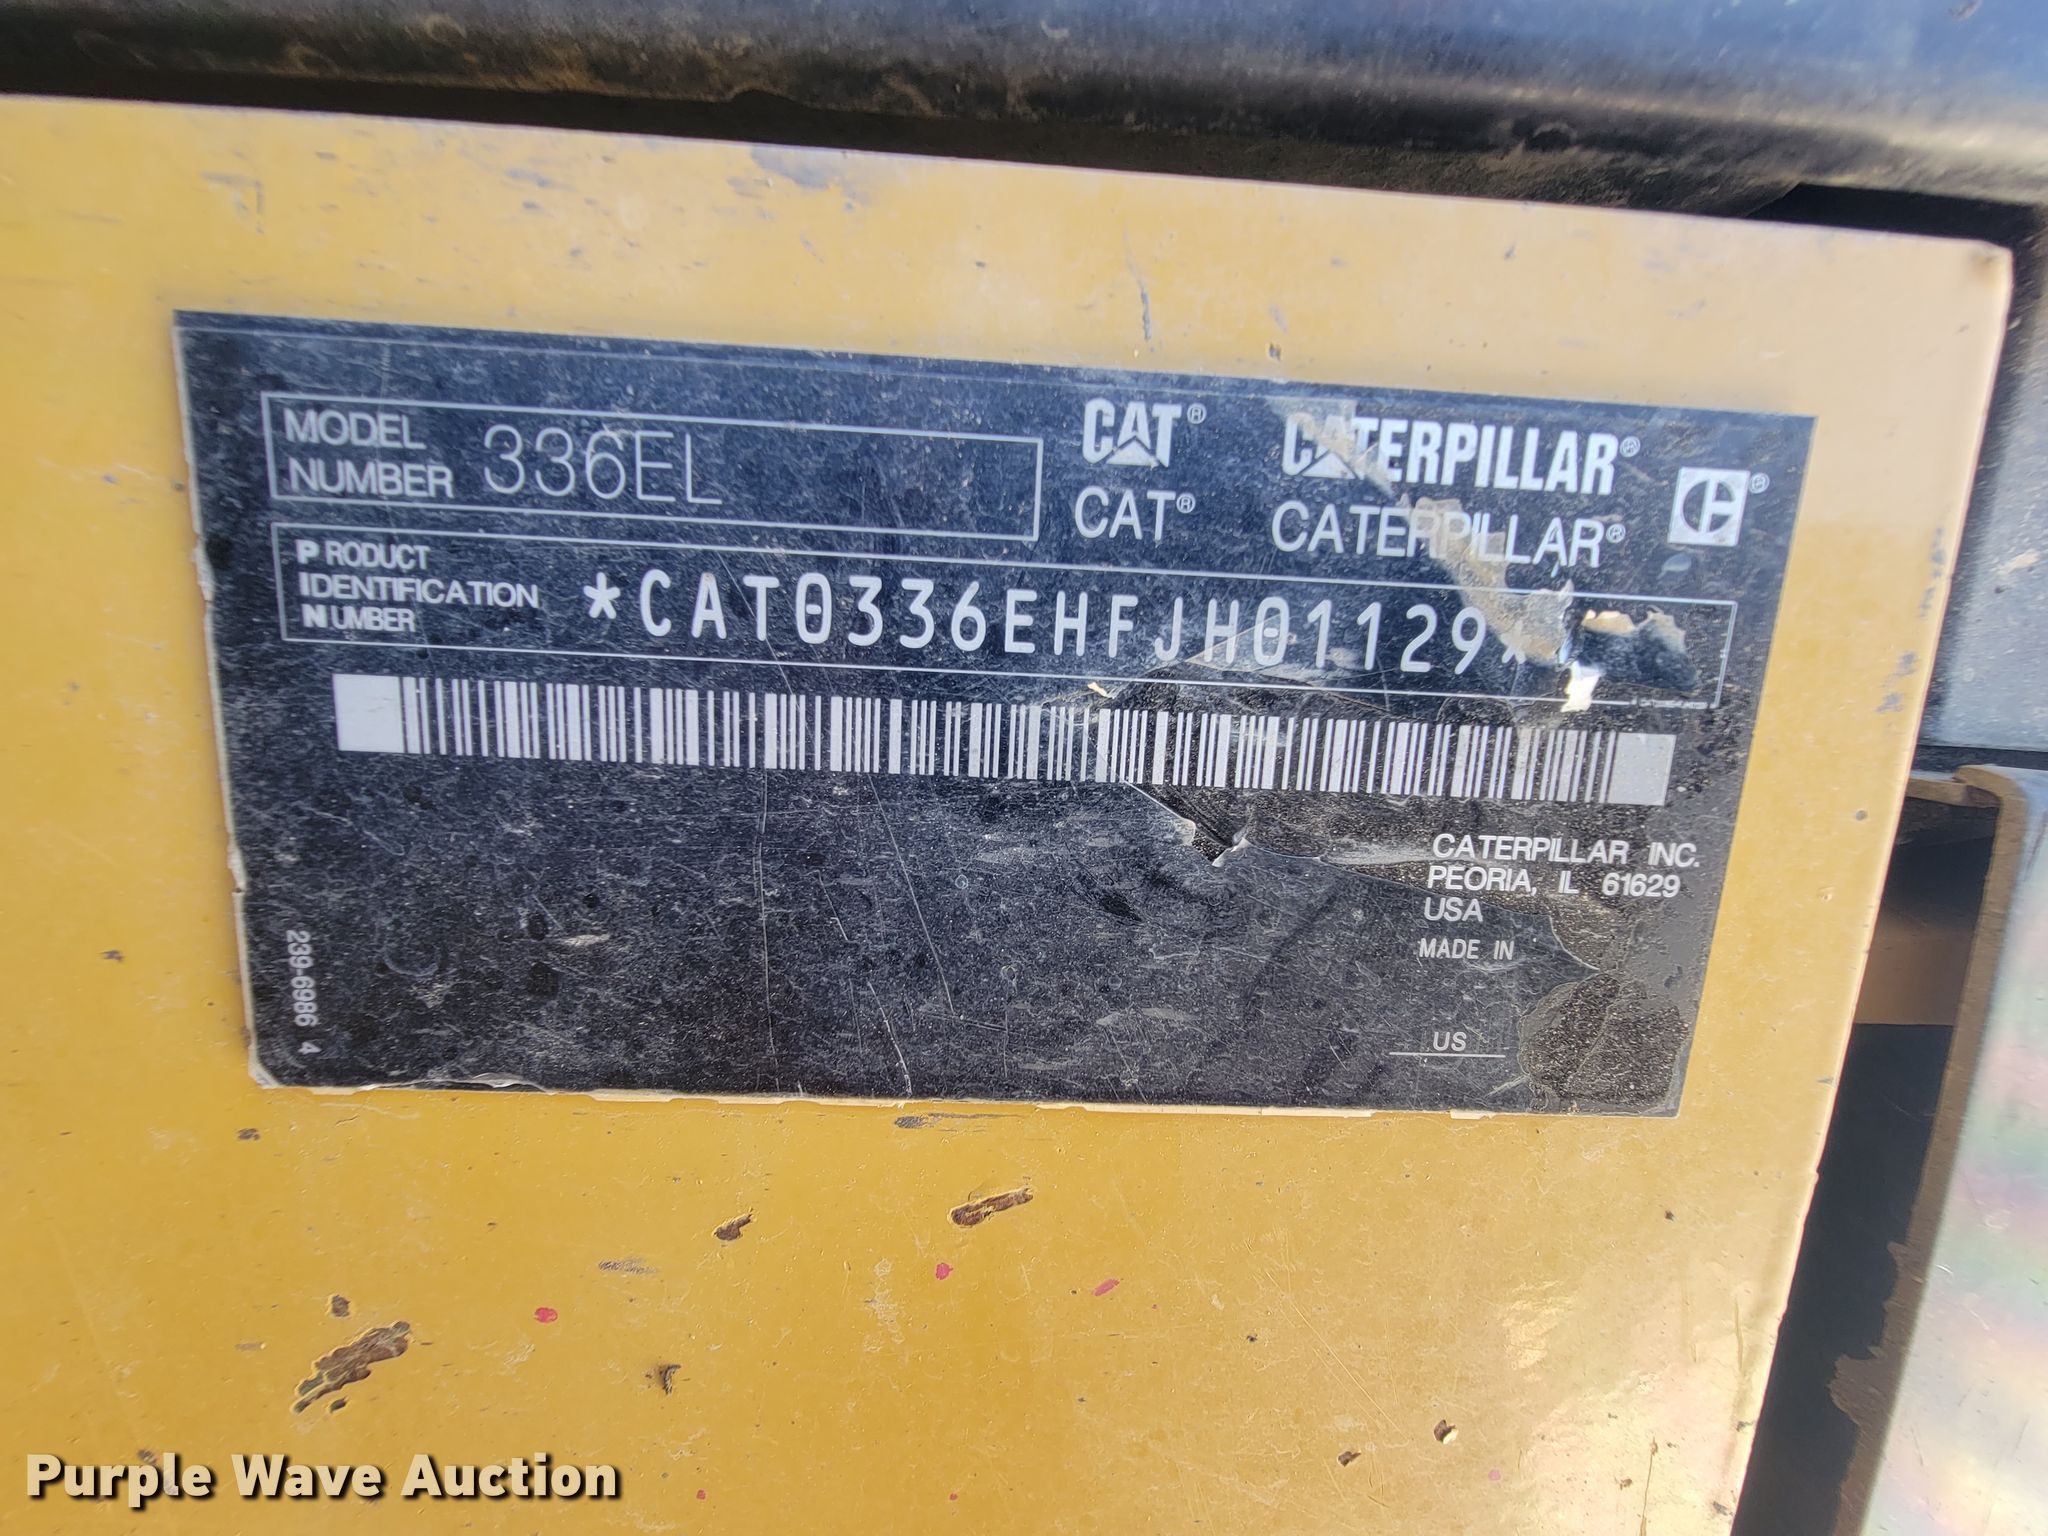 MODEL
NUMBER 336EL
CAT® CATERPILLAR®
CAT® CATERPILLAR®
PRODUCT
IDENTIFICATION
NUMBER
*CAT0336EHFJH01129*
CATERPILLAR INC.
PEORIA, IL 61629
USA
MADE IN
US
239-6986 4
Purple Wave Auction